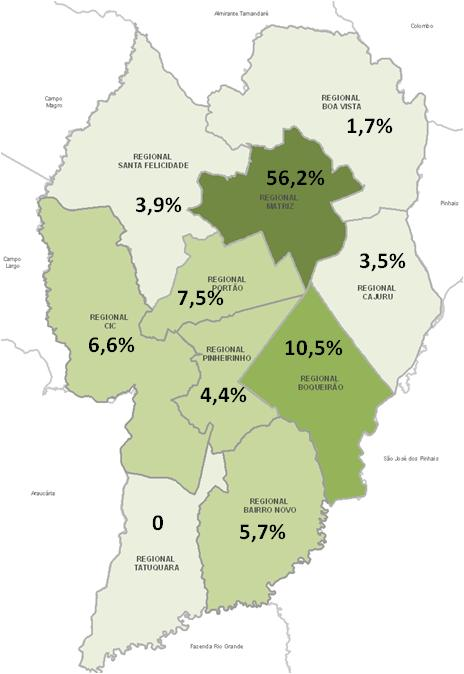 Almirante Tamandaré
Colombo
Campo
Magro
REGIONAL
BOA VISTA
1,7%
REGIONAL
SANTA FELICIDADE
3,9%
56,2%
REGIONAL
MATRIZ
Pinhais
Campo
Largo
3,5%
REGIONAL
CAJURU
REGIONAL
PORTÃO
7,5%
REGIONAL
CIC
6,6%
REGIONAL
PINHEIRINHO
4,4%
10,5%
REGIONAL
BOQUEIRÃO
São José dos Pinhais
Araucária
REGIONAL
BAIRRO NOVO
5,7%
0
REGIONAL
TATUQUARA
Fazenda Rio Grande